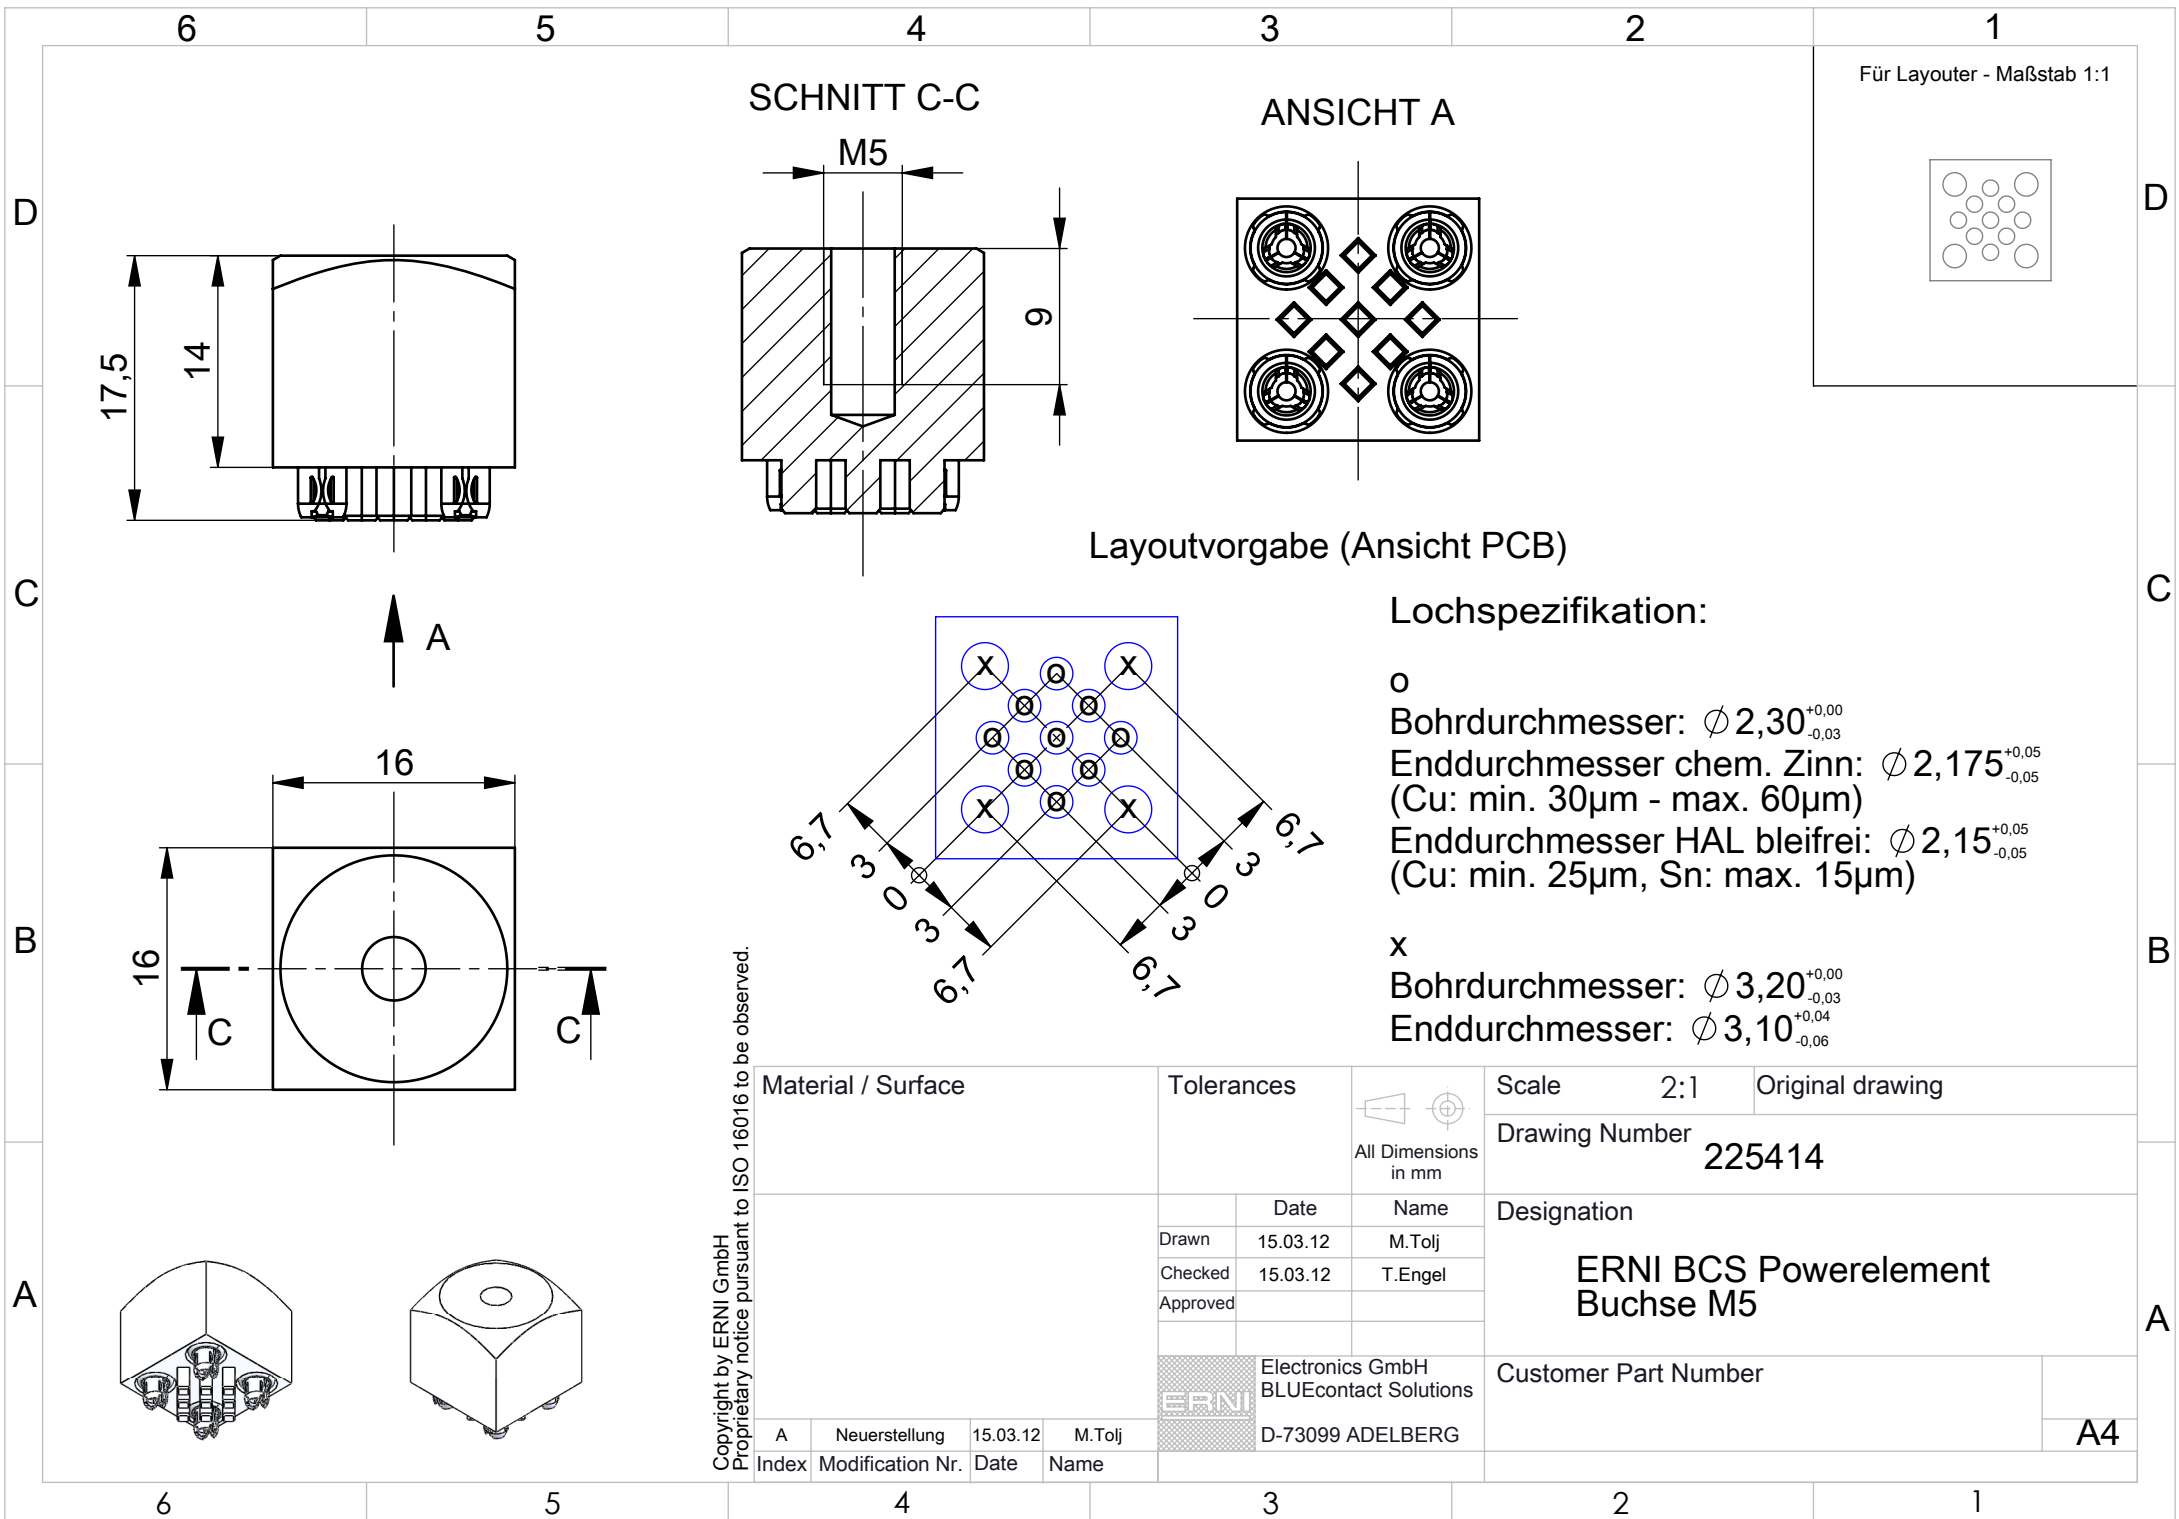 6 5 4 3 2 1
Für Layouter - Maßstab 1:1
SCHNITT C-C
ANSICHT A
M5
D
D
9
17,5
14
Layoutvorgabe (Ansicht PCB)
C
C
A
Lochspezifikation:
o
Bohrdurchmesser: ∅2,30 +0,00 -0,03
Enddurchmesser chem. Zinn: ∅2,175 +0,05 -0,05
(Cu: min. 30µm - max. 60µm)
Enddurchmesser HAL bleifrei: ∅2,15 +0,05 -0,05
(Cu: min. 25µm, Sn: max. 15µm)
x
Bohrdurchmesser: ∅3,20 +0,00 -0,03
Enddurchmesser: ∅3,10 +0,04 -0,06
x o x
o o
o o o
o o
x o x
6,7 3 0 3 6,7
6,7 3 0 3 6,7
16
16
C C
B
B
Copyright by ERNI GmbH
Proprietary notice pursuant to ISO 16016 to be observed.
Material / Surface
Tolerances
All Dimensions
in mm
Scale 2:1 Original drawing
Drawing Number
225414
Date Name
Drawn 15.03.12 M.Tolj
Checked 15.03.12 T.Engel
Approved
Designation
ERNI BCS Powerelement
Buchse M5
A
A
ERNI
Electronics GmbH
BLUEcontact Solutions
D-73099 ADELBERG
Customer Part Number
A4
A Neuerstellung 15.03.12 M.Tolj
Index Modification Nr. Date Name
6 5 4 3 2 1